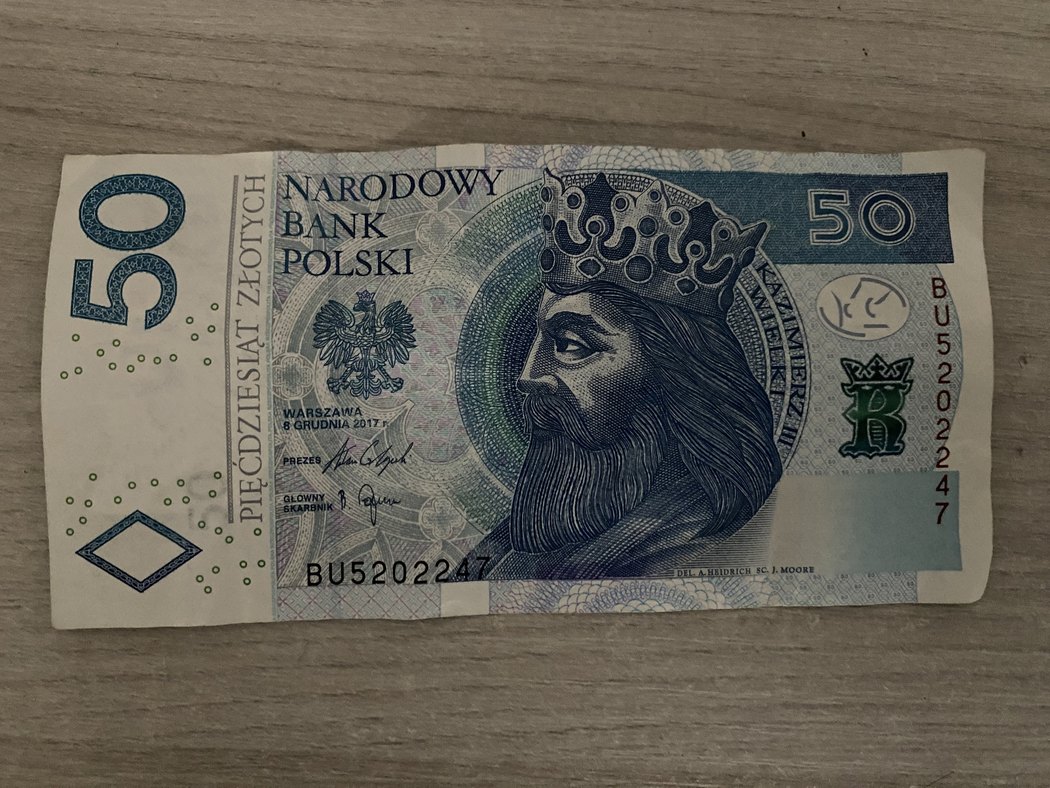 50
PIĘĆDZIESIĄT ZŁOTYCH
NARODOWY
BANK
POLSKI
WARSZAWA
8 GRUDNIA 2017 r.
PREZES
GŁÓWNY
SKARBNIK
BU5202247
50
KAZIMIERZ III
WIELKI
BU5202247
DEL. A. HEIDRICH SC. J. MOORE